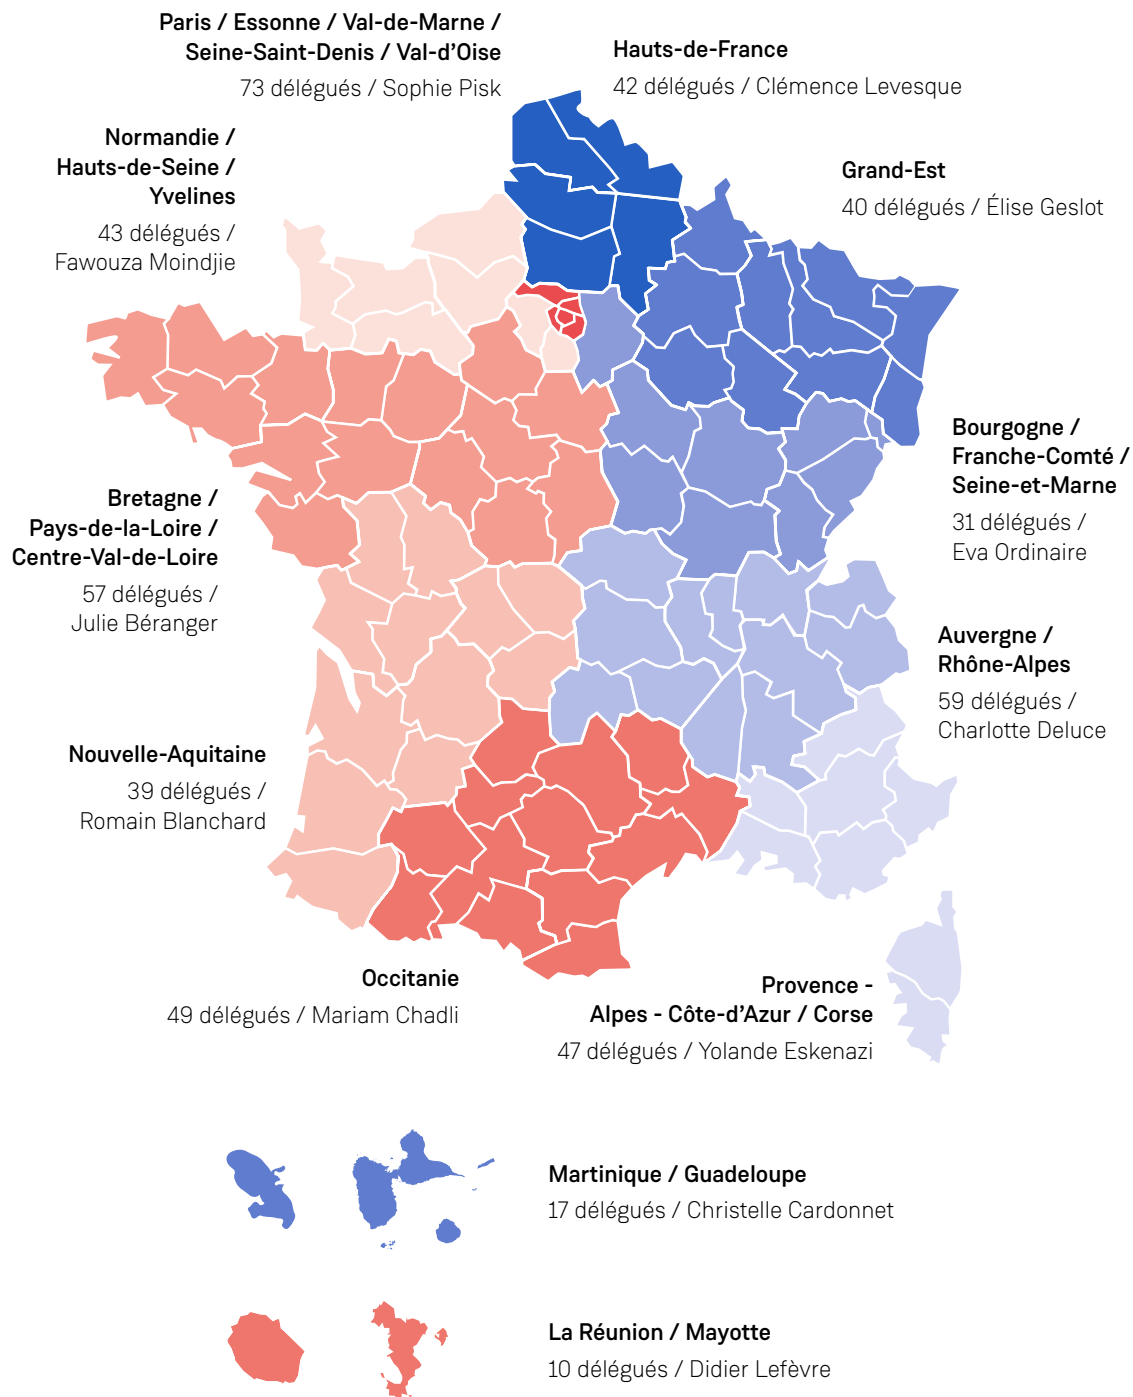 Paris / Essonne / Val-de-Marne /
Seine-Saint-Denis / Val-d'Oise
73 délégués / Sophie Pisk
Hauts-de-France
42 délégués / Clémence Levesque
Normandie /
Hauts-de-Seine /
Yvelines
43 délégués /
Fawouza Moindjie
Grand-Est
40 délégués / Élise Geslot
Bourgogne /
Franche-Comté /
Seine-et-Marne
31 délégués /
Eva Ordinaire
Bretagne /
Pays-de-la-Loire /
Centre-Val-de-Loire
57 délégués /
Julie Béranger
Auvergne /
Rhône-Alpes
59 délégués /
Charlotte Deluce
Nouvelle-Aquitaine
39 délégués /
Romain Blanchard
Occitanie
49 délégués / Mariam Chadli
Provence -
Alpes - Côte-d'Azur / Corse
47 délégués / Yolande Eskenazi
Martinique / Guadeloupe
17 délégués / Christelle Cardonnet
La Réunion / Mayotte
10 délégués / Didier Lefèvre